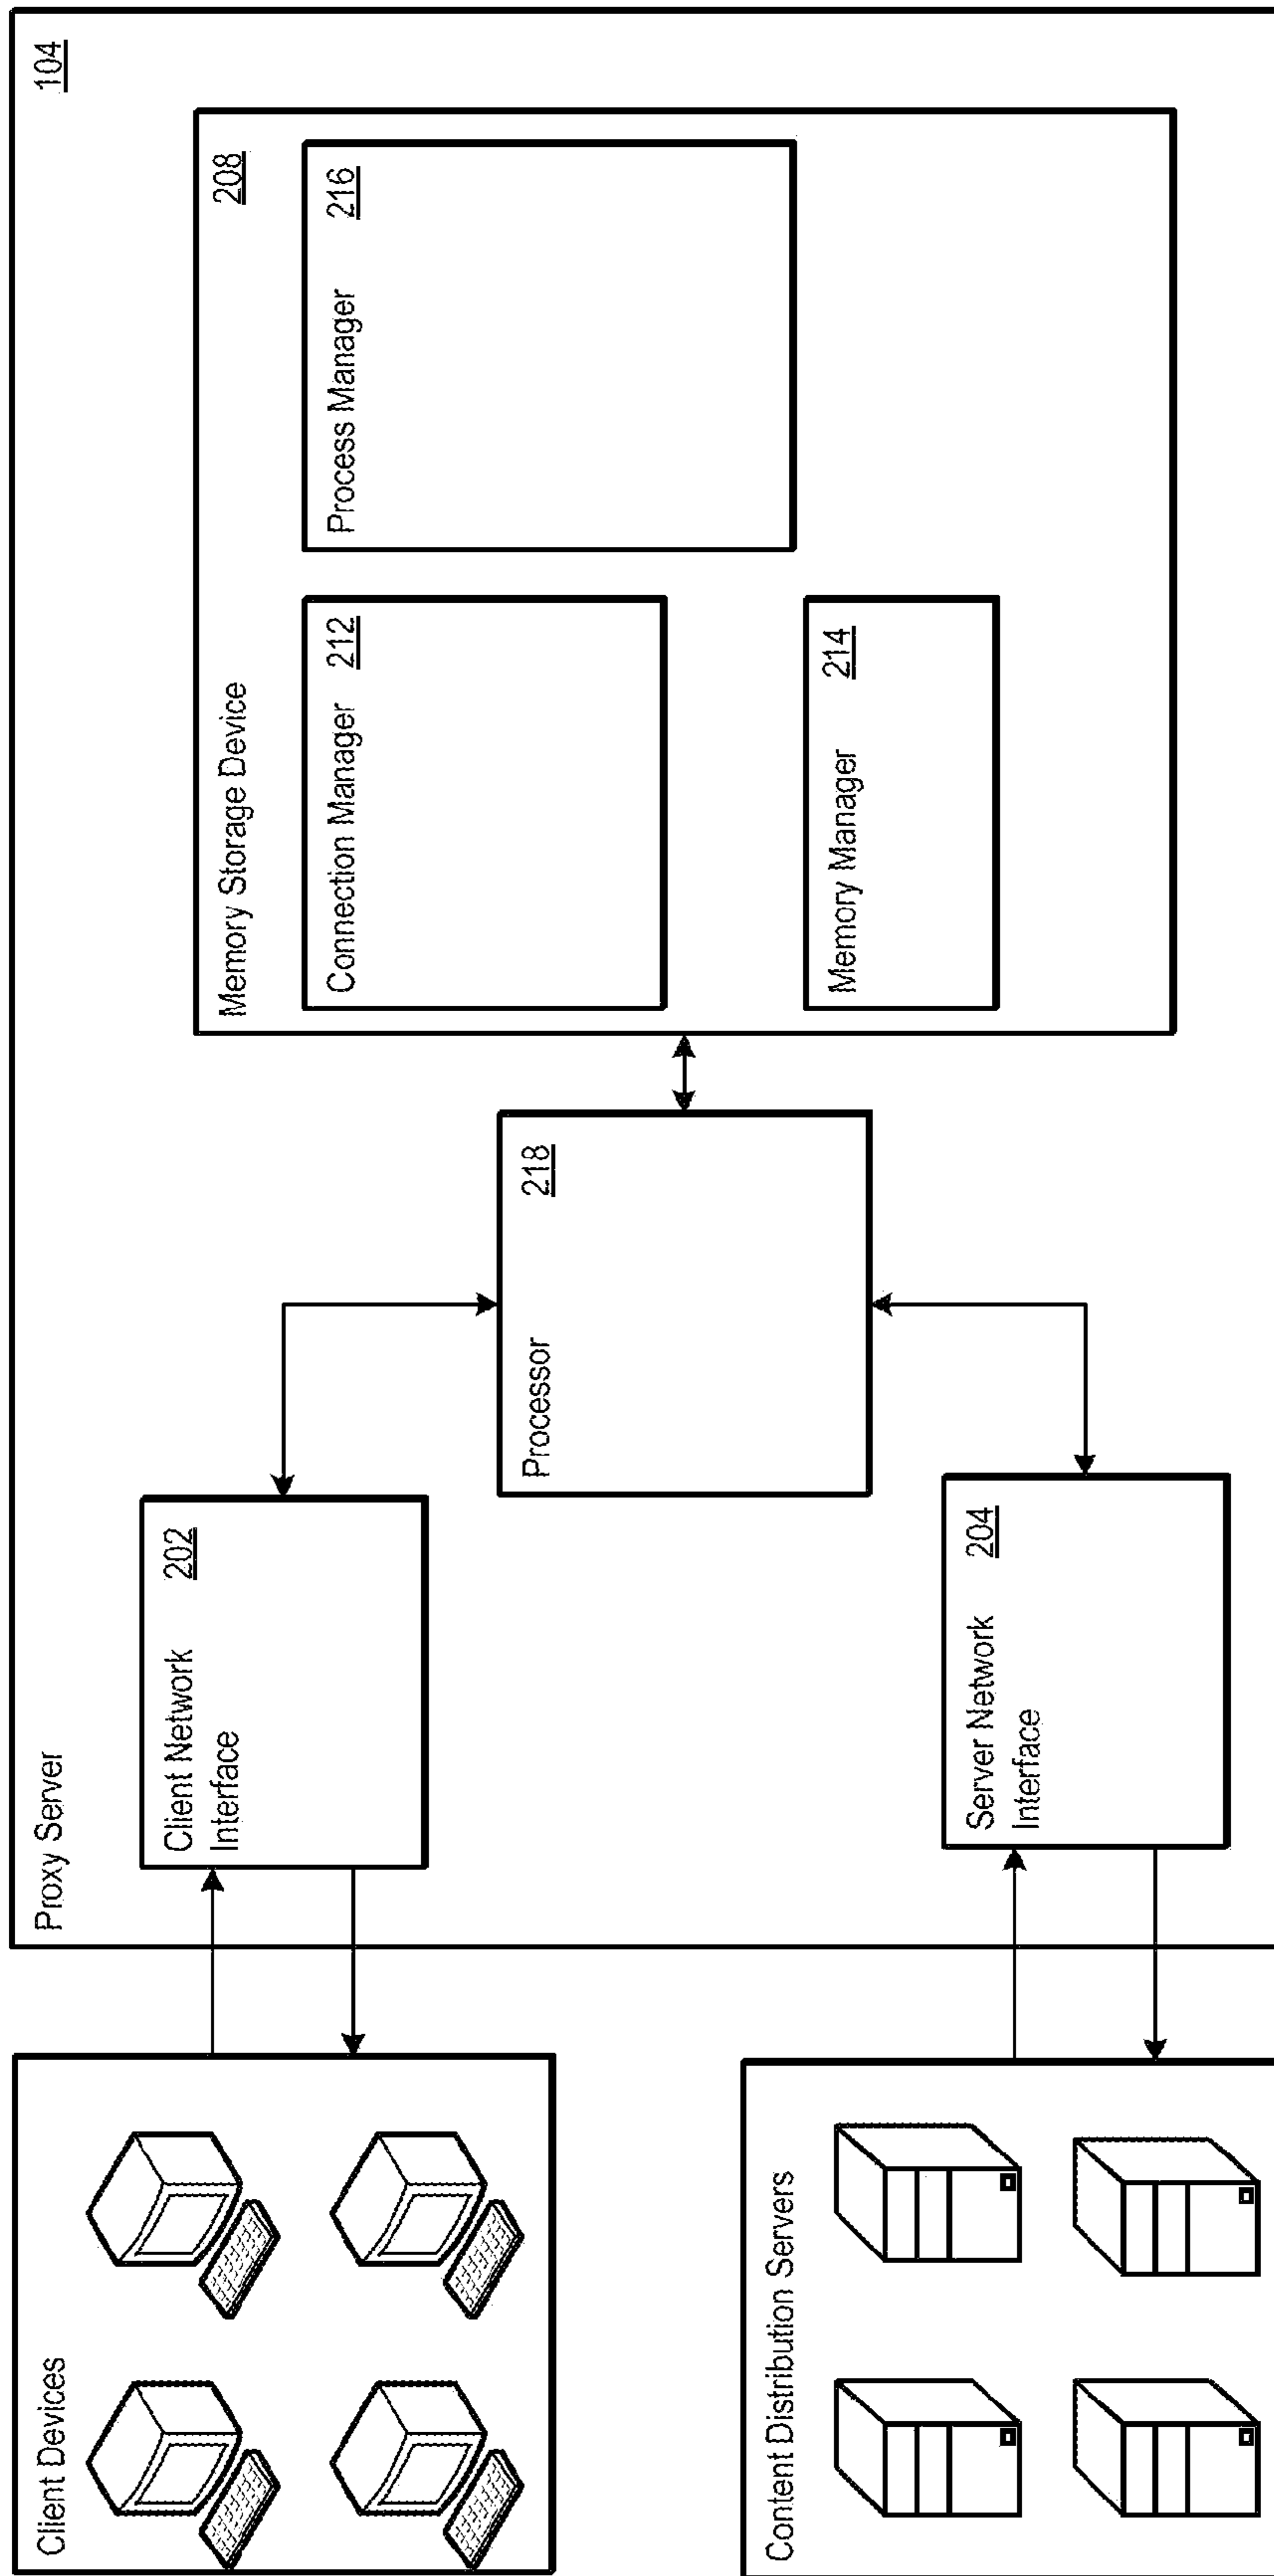 Client Devices
Content Distribution Servers
Proxy Server
104
Client Network
Interface
202
Server Network
Interface
204
Processor
218
Memory Storage Device
208
Connection Manager
212
Process Manager
216
Memory Manager
214